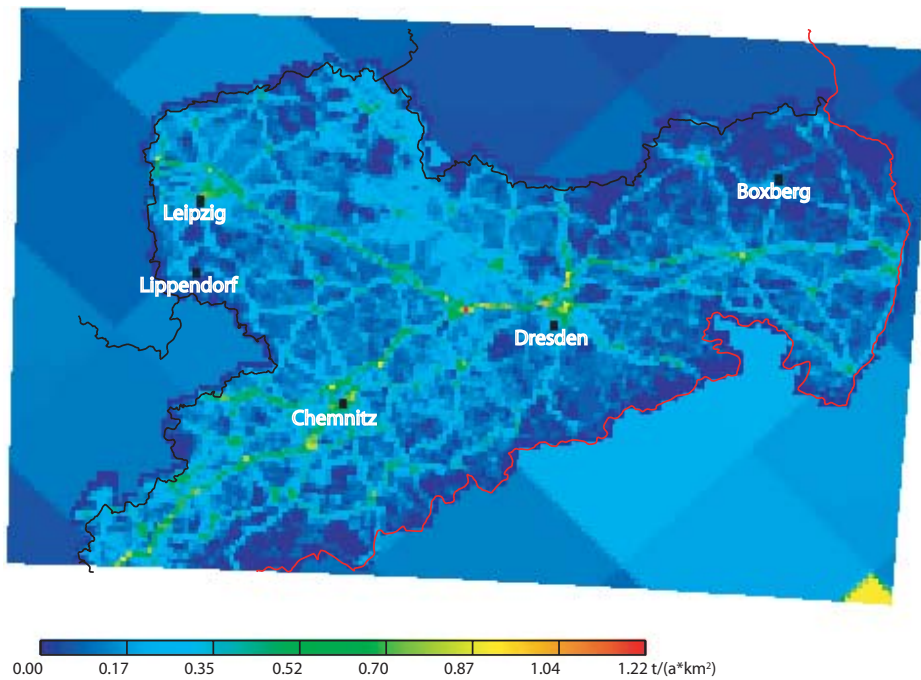 Boxberg
Leipzig
Lippendorf
Dresden
Chemnitz
0.00 0.17 0.35 0.52 0.70 0.87 1.04 1.22 t/(a*km²)